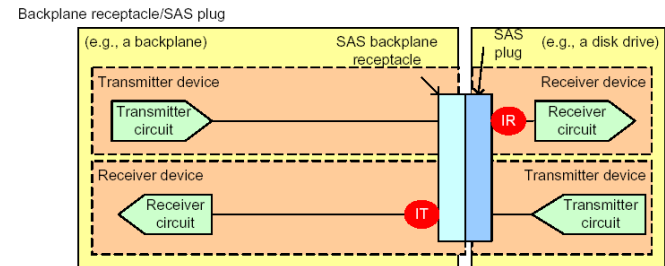 Backplane receptacle/SAS plug
(e.g., a backplane)
SAS backplane
receptacle
SAS
plug
(e.g., a disk drive)
Transmitter device
Receiver device
Transmitter
circuit
IR
Receiver
circuit
Receiver device
Transmitter device
Receiver
circuit
IT
Transmitter
circuit